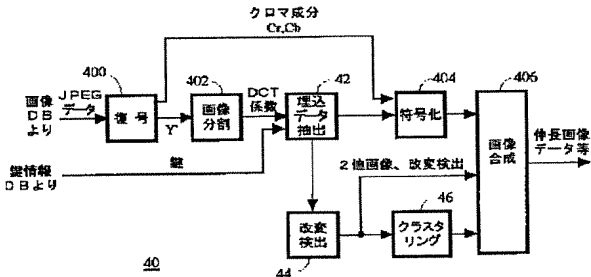 クロマ成分
Cr,Cb
400
402
42
404
406
画像
DB
より
JPEG
データ
復号
Y
画像
分割
DCT
係数
埋込
データ
抽出
符号化
画像
合成
伸長画像
データ等
鍵情報
DBより
鍵
2値画像、改変検出
改変
検出
46
クラスタ
リング
40
44